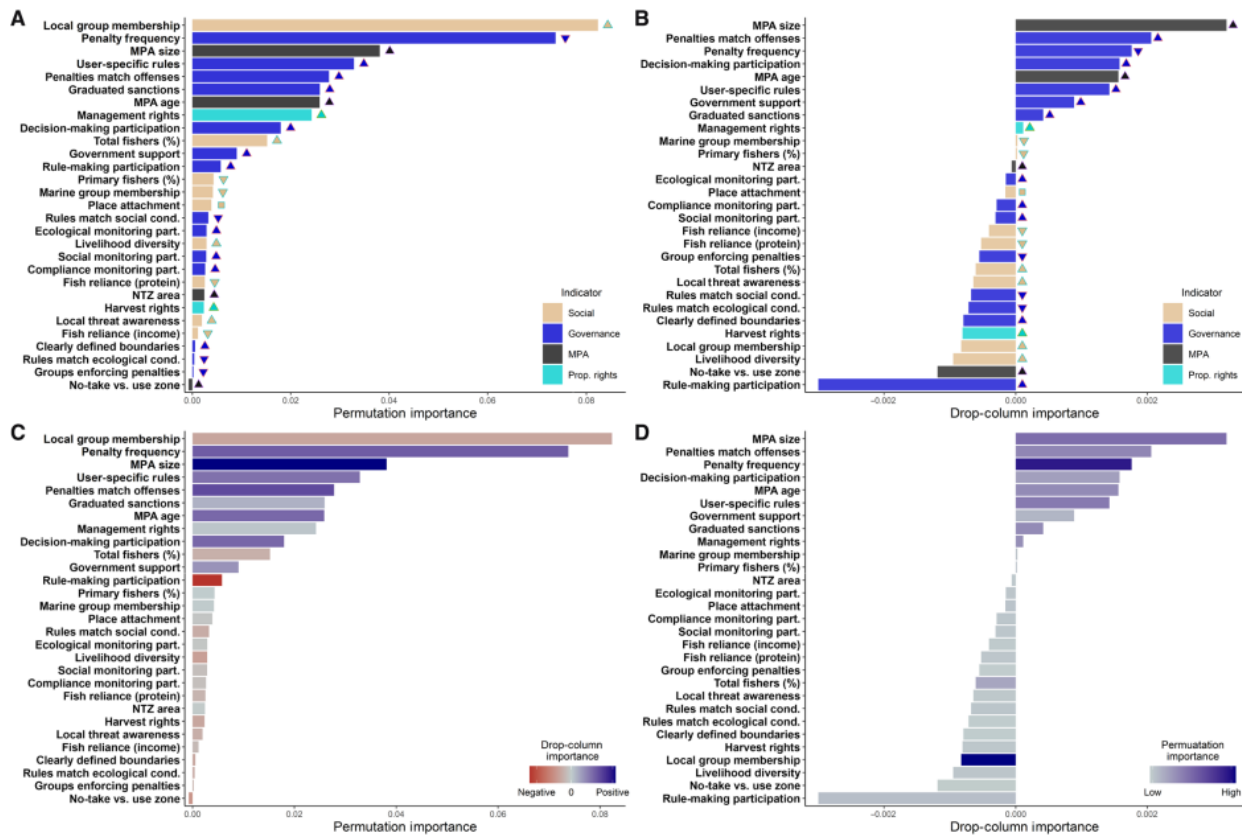 A
Local group membership
Penalty frequency
MPA size
User-specific rules
Penalties match offenses
Graduated sanctions
MPA age
Management rights
Decision-making participation
Total fishers (%)
Government support
Rule-making participation
Primary fishers (%)
Marine group membership
Place attachment
Rules match social cond.
Ecological monitoring part.
Livelihood diversity
Social monitoring part.
Compliance monitoring part.
Fish reliance (protein)
NTZ area
Harvest rights
Local threat awareness
Fish reliance (income)
Clearly defined boundaries
Rules match ecological cond.
Groups enforcing penalties
No-take vs. use zone
Indicator
Social
Governance
MPA
Prop. rights
0.00 0.02 0.04 0.06 0.08
Permutation importance
B
MPA size
Penalties match offenses
Penalty frequency
Decision-making participation
MPA age
User-specific rules
Government support
Graduated sanctions
Management rights
Marine group membership
Primary fishers (%)
NTZ area
Ecological monitoring part.
Place attachment
Compliance monitoring part.
Social monitoring part.
Fish reliance (income)
Fish reliance (protein)
Group enforcing penalties
Total fishers (%)
Local threat awareness
Rules match social cond.
Rules match ecological cond.
Clearly defined boundaries
Harvest rights
Local group membership
Livelihood diversity
No-take vs. use zone
Rule-making participation
Indicator
Social
Governance
MPA
Prop. rights
−0.002 0.000 0.002
Drop-column importance
C
Local group membership
Penalty frequency
MPA size
User-specific rules
Penalties match offenses
Graduated sanctions
MPA age
Management rights
Decision-making participation
Total fishers (%)
Government support
Rule-making participation
Primary fishers (%)
Marine group membership
Place attachment
Rules match social cond.
Ecological monitoring part.
Livelihood diversity
Social monitoring part.
Compliance monitoring part.
Fish reliance (protein)
NTZ area
Harvest rights
Local threat awareness
Fish reliance (income)
Clearly defined boundaries
Rules match ecological cond.
Groups enforcing penalties
No-take vs. use zone
Drop-column
importance
Negative 0 Positive
0.00 0.02 0.04 0.06 0.08
Permutation importance
D
MPA size
Penalties match offenses
Penalty frequency
Decision-making participation
MPA age
User-specific rules
Government support
Graduated sanctions
Management rights
Marine group membership
Primary fishers (%)
NTZ area
Ecological monitoring part.
Place attachment
Compliance monitoring part.
Social monitoring part.
Fish reliance (income)
Fish reliance (protein)
Group enforcing penalties
Total fishers (%)
Local threat awareness
Rules match social cond.
Rules match ecological cond.
Clearly defined boundaries
Harvest rights
Local group membership
Livelihood diversity
No-take vs. use zone
Rule-making participation
Permuatation
importance
Low High
−0.002 0.000 0.002
Drop-column importance